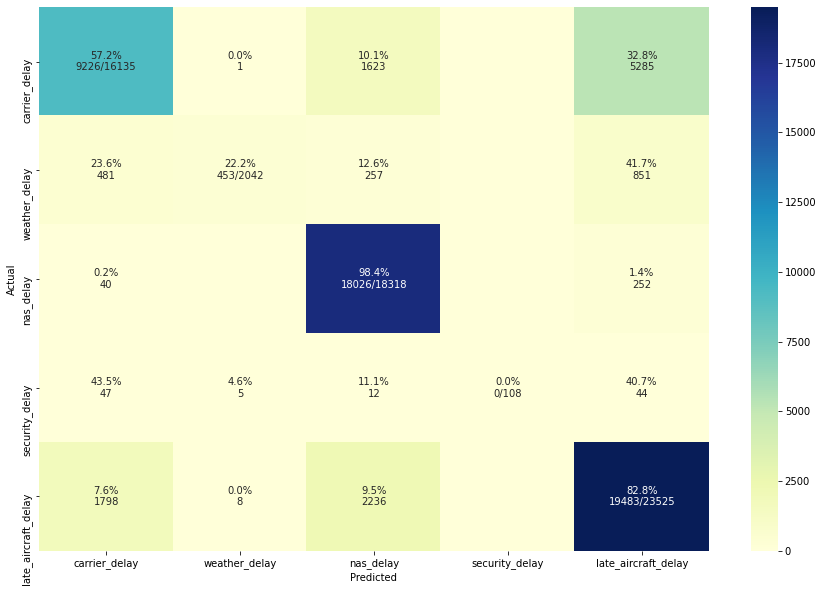 57.2% 0.0% 10.1% 32.8%
9226/16135 1 1623 5285
carrier_delay
23.6% 22.2% 12.6% 41.7%
481 453/2042 257 851
weather_delay
0.2% 98.4% 1.4%
40 18026/18318 252
nas_delay
43.5% 4.6% 11.1% 0.0% 40.7%
47 5 12 0/108 44
security_delay
7.6% 0.0% 9.5% 82.8%
1798 8 2236 19483/23525
late_aircraft_delay
Actual
carrier_delay weather_delay nas_delay security_delay late_aircraft_delay
Predicted
17500
15000
12500
10000
7500
5000
2500
0